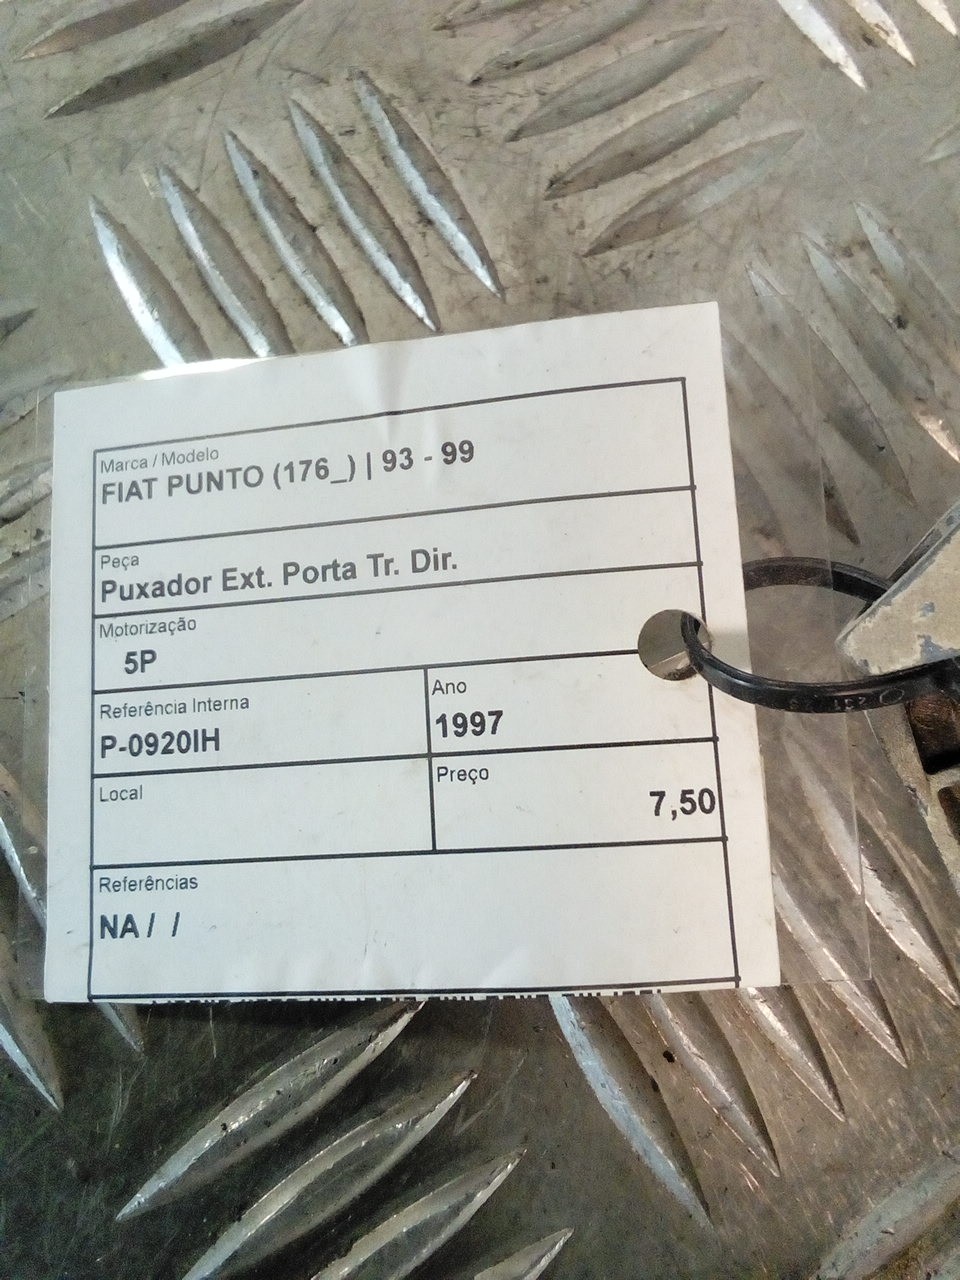 Marca / Modelo
FIAT PUNTO (176_) | 93 - 99
Peça
Puxador Ext. Porta Tr. Dir.
Motorização
5P
Referência Interna
P-0920IH
Ano
1997
Local
Preço
7,50
Referências
NA / /